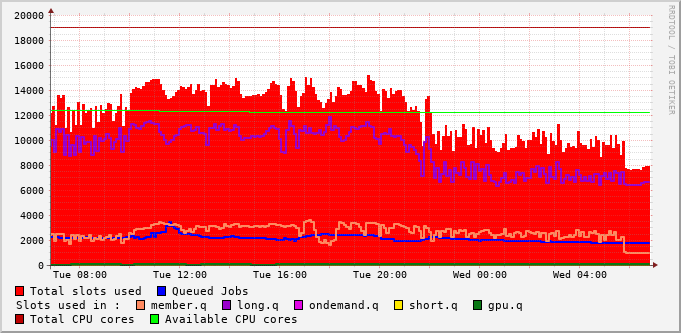 RRDTOOL / TOBI OETIKER
20000
18000
16000
14000
12000
10000
8000
6000
4000
2000
0
Tue 08:00 Tue 12:00 Tue 16:00 Tue 20:00 Wed 00:00 Wed 04:00
Total slots used Queued Jobs
Slots used in : member.q long.q ondemand.q short.q gpu.q
Total CPU cores Available CPU cores